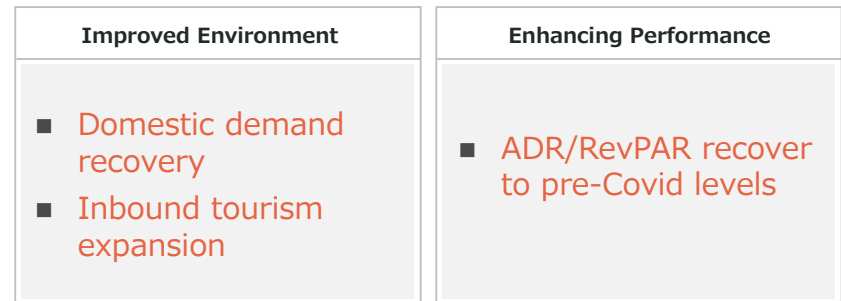 Improved Environment
■ Domestic demand
recovery
■ Inbound tourism
expansion
Enhancing Performance
■ ADR/RevPAR recover
to pre-Covid levels